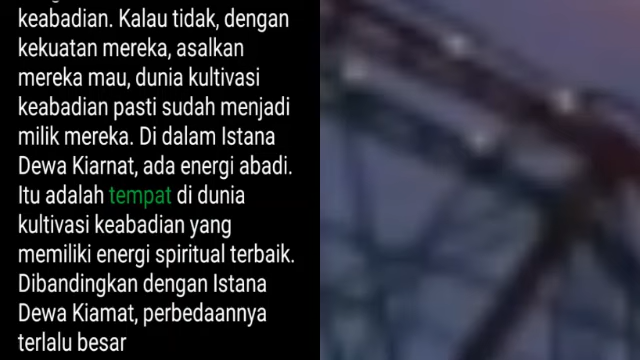 keabadian. Kalau tidak, dengan
kekuatan mereka, asalkan
mereka mau, dunia kultivasi
keabadian pasti sudah menjadi
milik mereka. Di dalam Istana
Dewa Kiarnat, ada energi abadi.
Itu adalah tempat di dunia
kultivasi keabadian yang
memiliki energi spiritual terbaik.
Dibandingkan dengan Istana
Dewa Kiamat, perbedaannya
terlalu besar